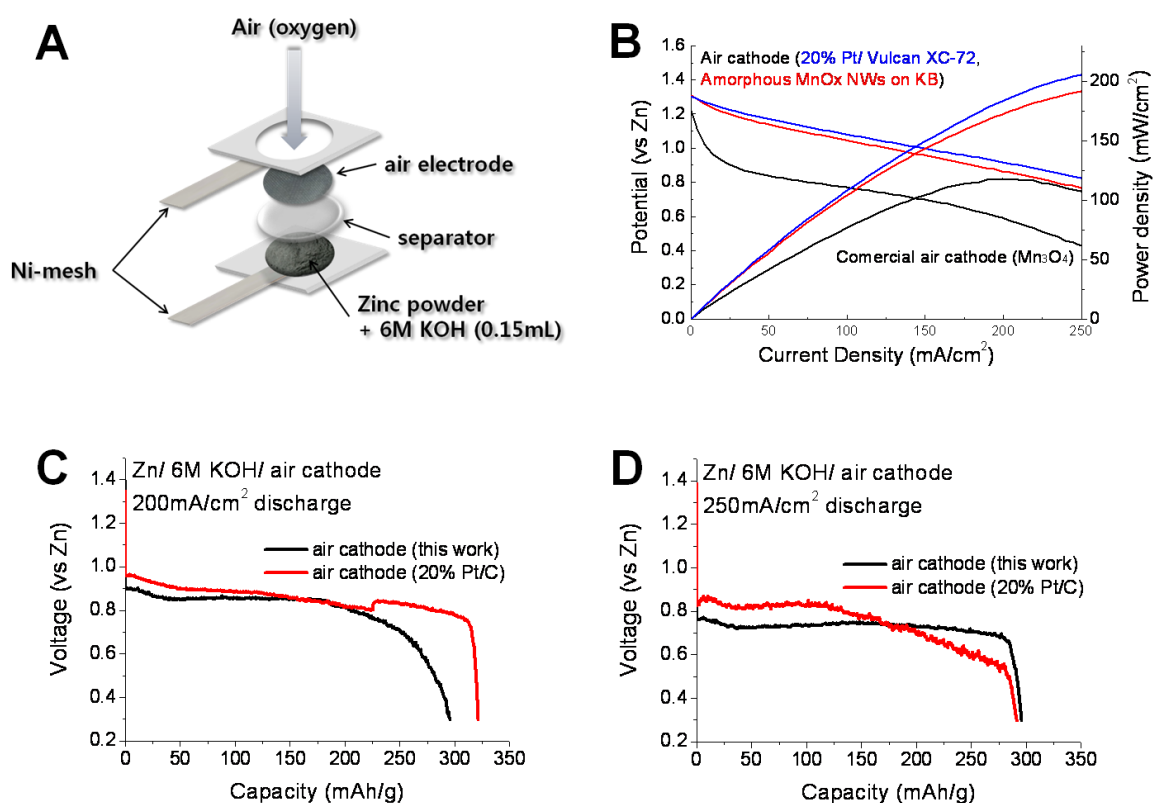 A
Air (oxygen)
air electrode
separator
Ni-mesh
Zinc powder
+ 6M KOH (0.15mL)
B
Air cathode (20% Pt/ Vulcan XC-72,
Amorphous MnOx NWs on KB)
Comercial air cathode (Mn₃O₄)
Potential (vs Zn)
1.6
1.4
1.2
1.0
0.8
0.6
0.4
0.2
0.0
Power density (mW/cm²)
200
150
100
50
0
0 50 100 150 200 250
Current Density (mA/cm²)
C
Zn/ 6M KOH/ air cathode
200mA/cm² discharge
air cathode (this work)
air cathode (20% Pt/C)
Voltage (vs Zn)
1.4
1.2
1.0
0.8
0.6
0.4
0.2
0 50 100 150 200 250 300 350
Capacity (mAh/g)
D
Zn/ 6M KOH/ air cathode
250mA/cm² discharge
air cathode (this work)
air cathode (20% Pt/C)
Voltage (vs Zn)
1.4
1.2
1.0
0.8
0.6
0.4
0.2
0 50 100 150 200 250 300 350
Capacity (mAh/g)